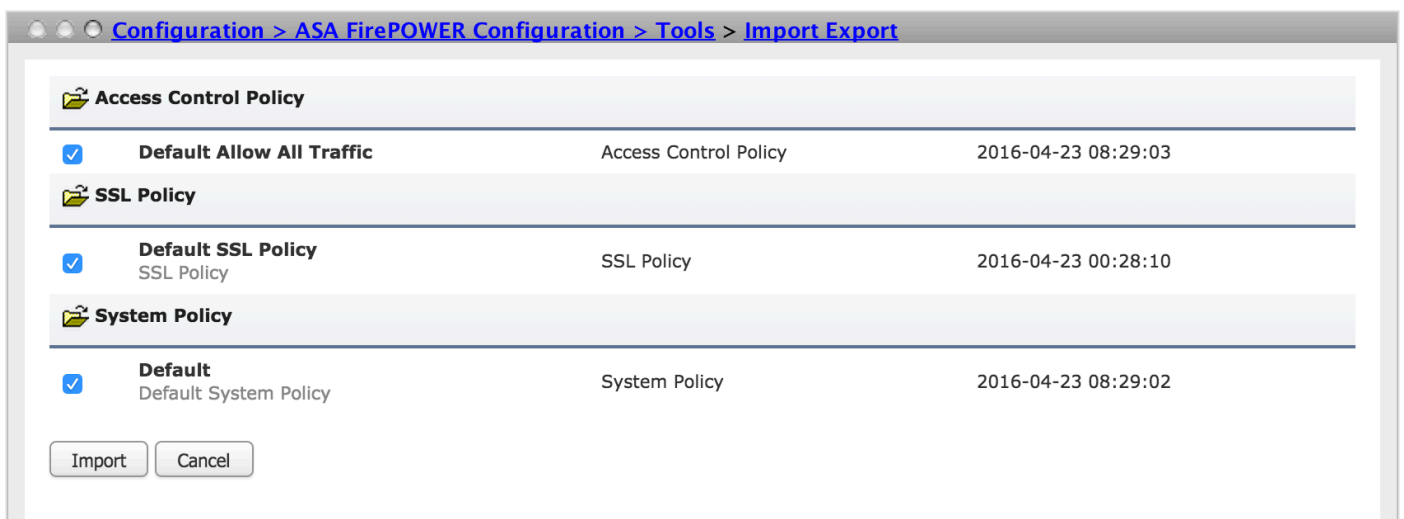 Configuration > ASA FirePOWER Configuration > Tools > Import Export
Access Control Policy
Default Allow All Traffic Access Control Policy 2016-04-23 08:29:03
SSL Policy
Default SSL Policy
SSL Policy SSL Policy 2016-04-23 00:28:10
System Policy
Default
Default System Policy System Policy 2016-04-23 08:29:02
Import Cancel